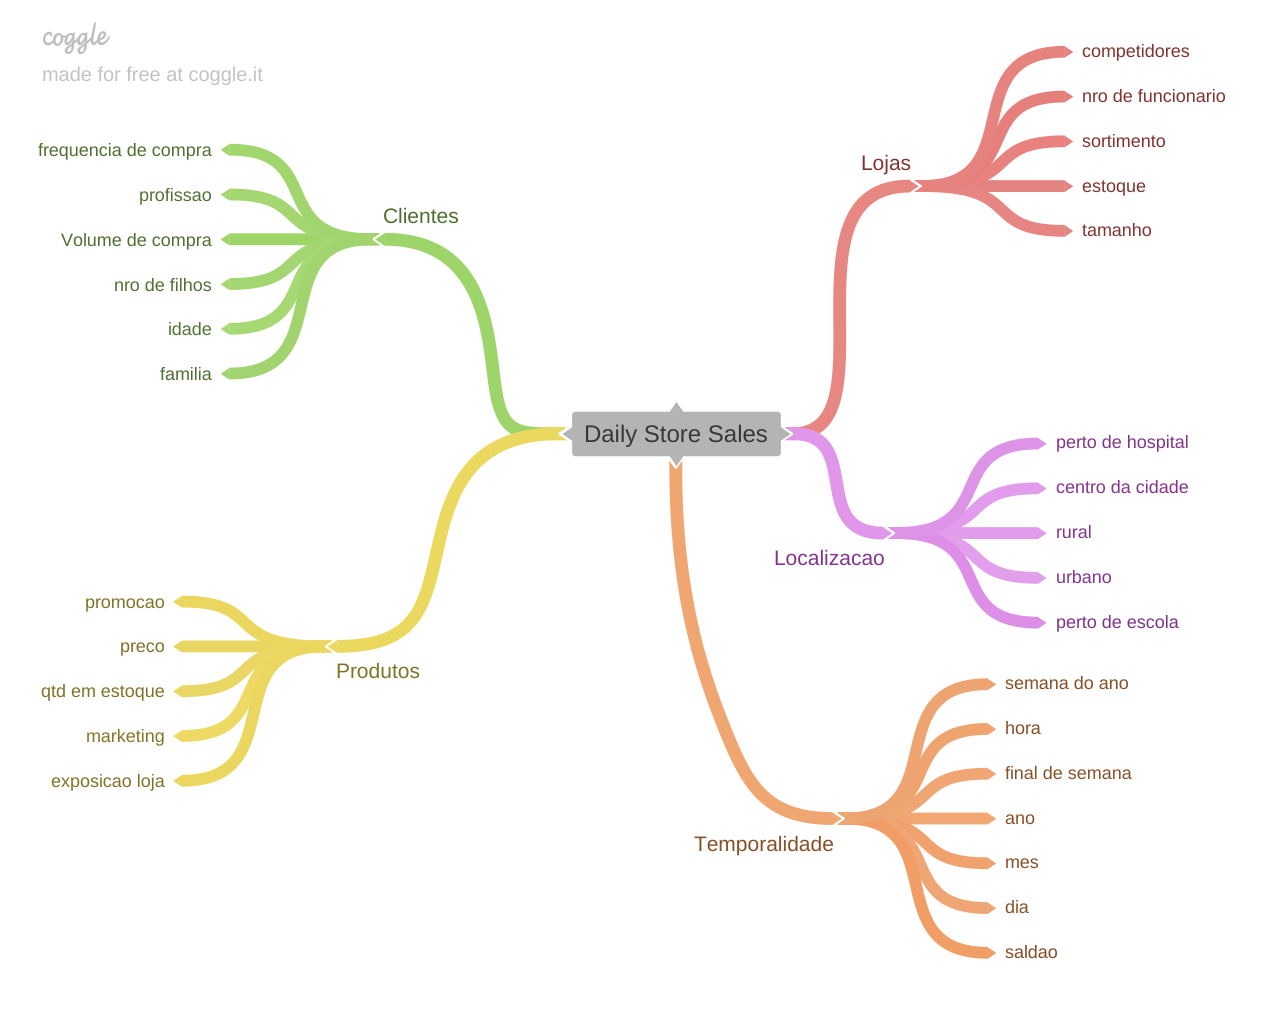 coggle
made for free at coggle.it
Clientes
frequencia de compra
profissao
Volume de compra
nro de filhos
idade
familia
Lojas
competidores
nro de funcionario
sortimento
estoque
tamanho
Daily Store Sales
Localizacao
perto de hospital
centro da cidade
rural
urbano
perto de escola
Produtos
promocao
preco
qtd em estoque
marketing
exposicao loja
Temporalidade
semana do ano
hora
final de semana
ano
mes
dia
saldao